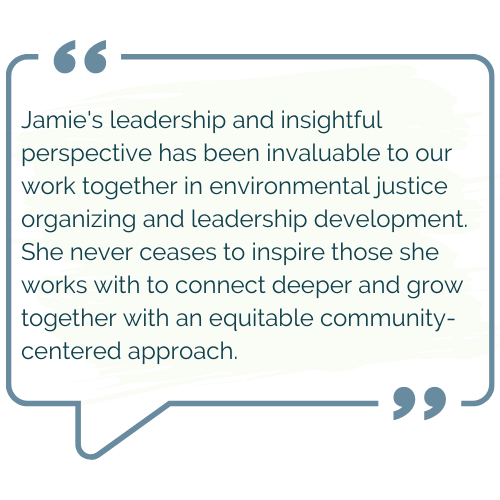 Jamie's leadership and insightful
perspective has been invaluable to our
work together in environmental justice
organizing and leadership development.
She never ceases to inspire those she
works with to connect deeper and grow
together with an equitable community-
centered approach.